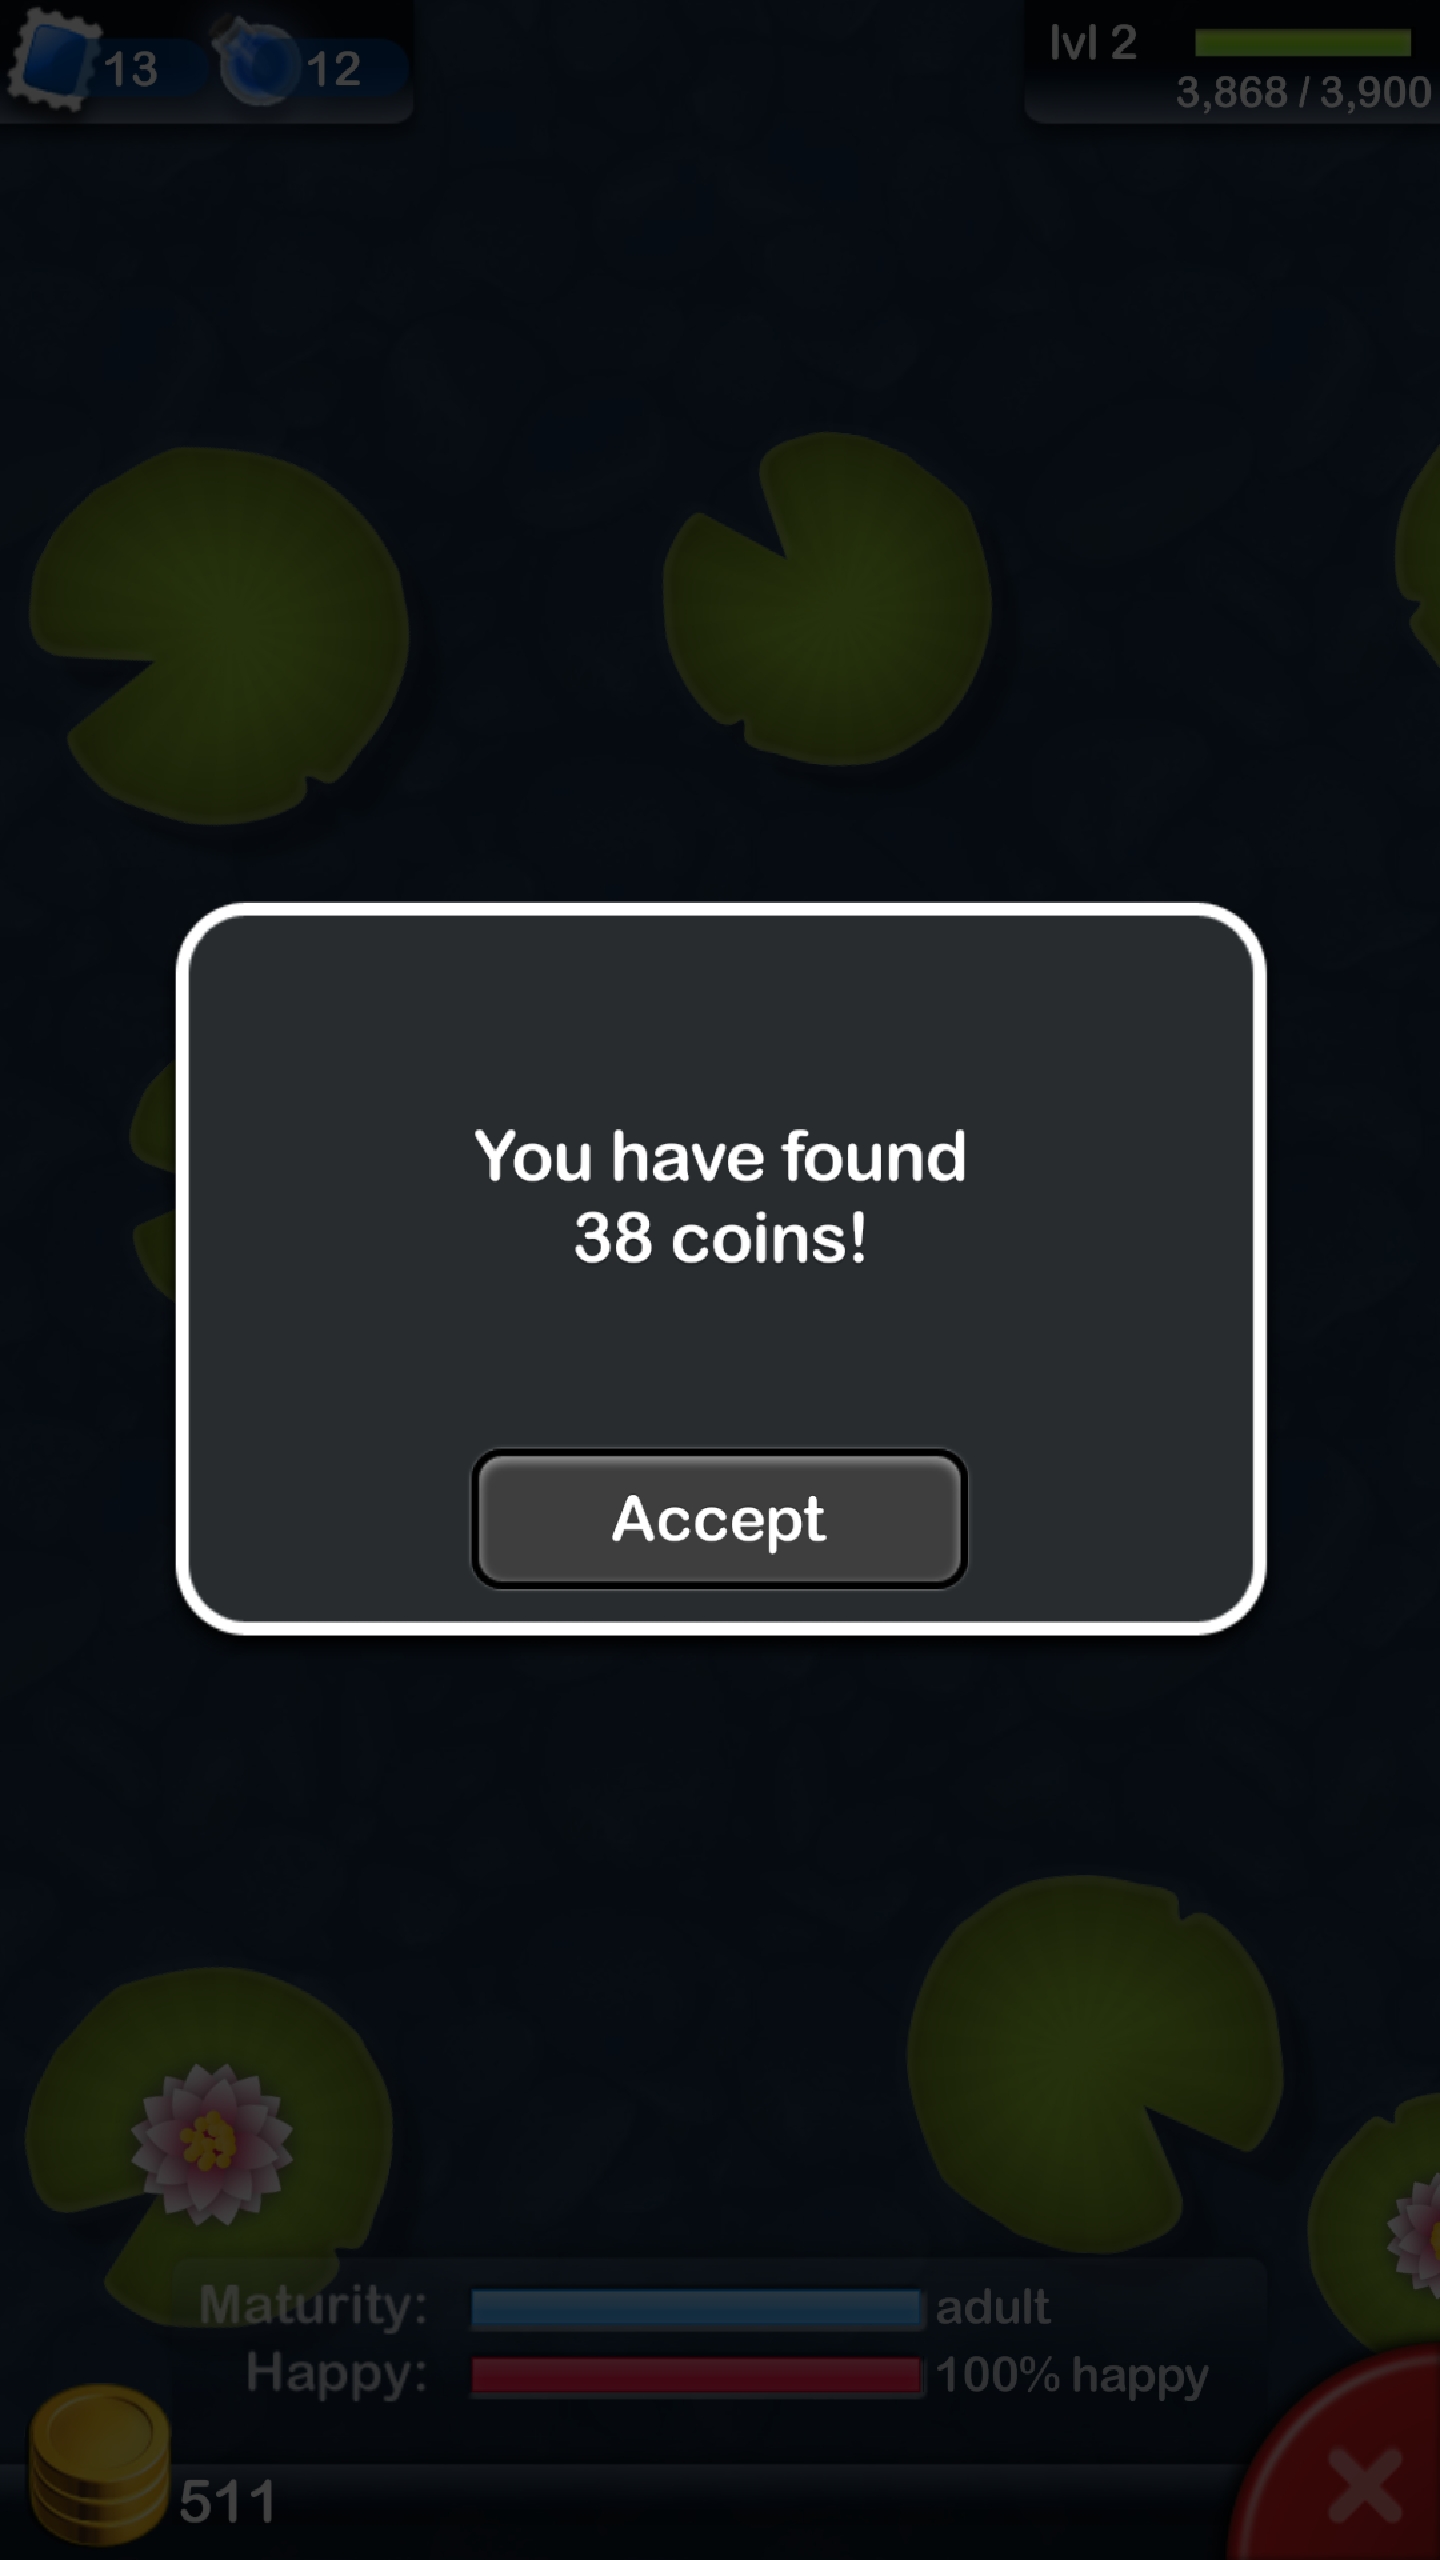 13
12
lvl 2
3,868 / 3,900
You have found
38 coins!
Accept
Maturity: adult
Happy: 100% happy
511